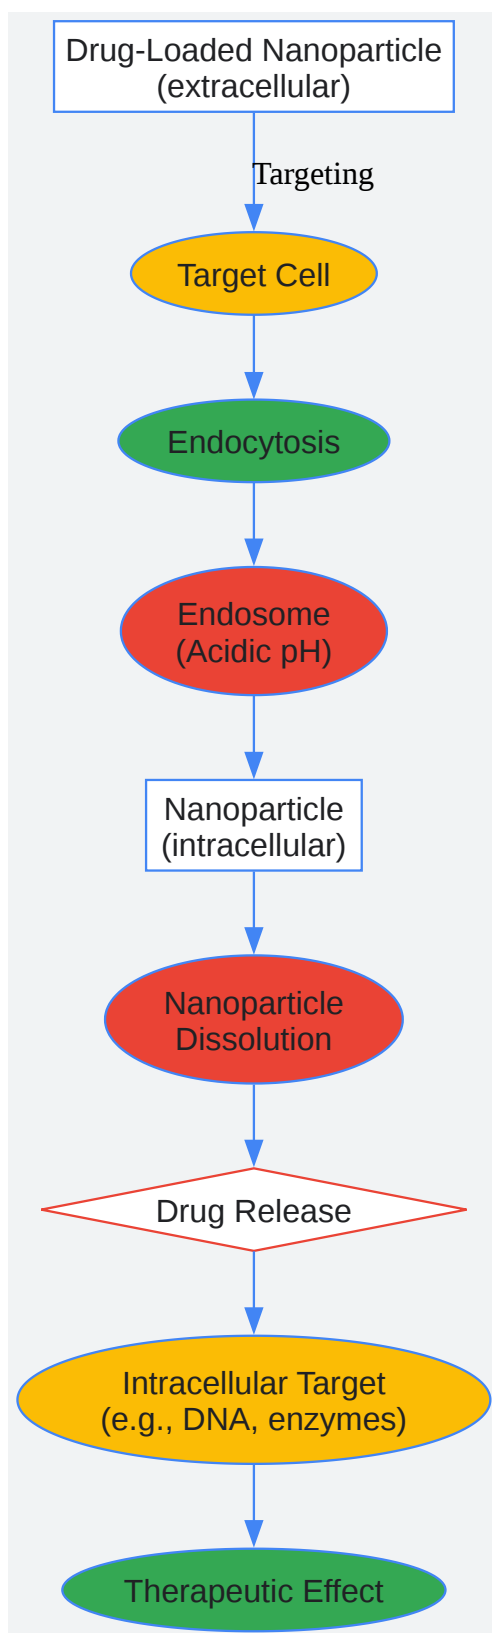 Drug-Loaded Nanoparticle
(extracellular)
Targeting
Target Cell
Endocytosis
Endosome
(Acidic pH)
Nanoparticle
(intracellular)
Nanoparticle
Dissolution
Drug Release
Intracellular Target
(e.g., DNA, enzymes)
Therapeutic Effect